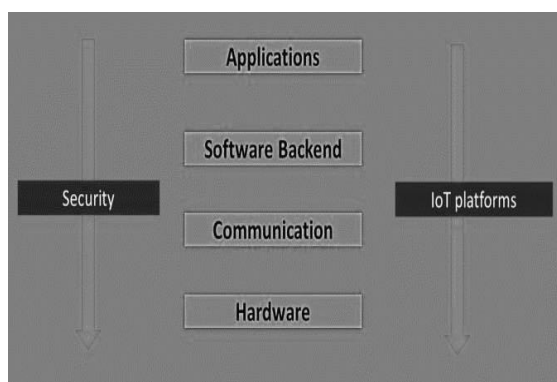 Applications
Software Backend
Security
IoT platforms
Communication
Hardware